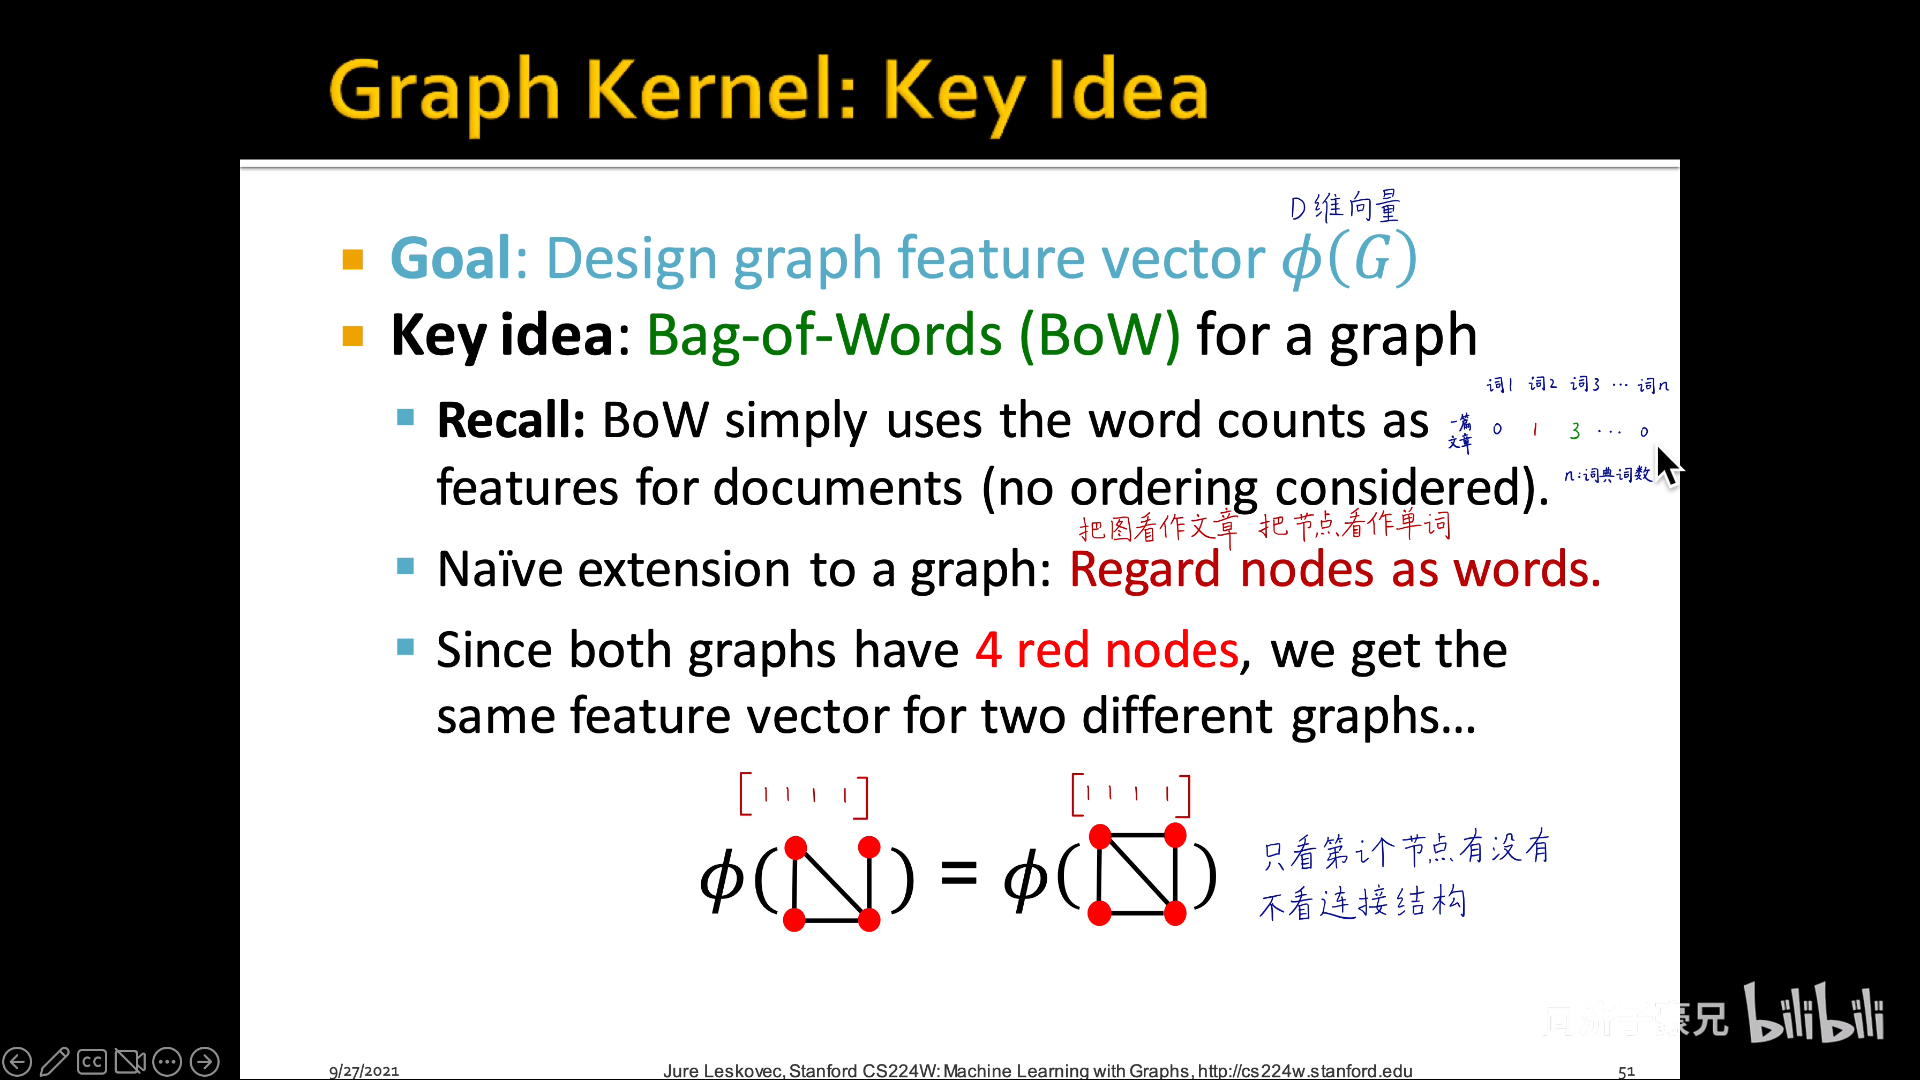 Graph Kernel: Key Idea
D维向量
Goal: Design graph feature vector ϕ(G)
Key idea: Bag-of-Words (BoW) for a graph
词1 词2 词3 … 词n
Recall: BoW simply uses the word counts as
一篇文章 0 1 3 … 0
features for documents (no ordering considered).
n:词典词数
把图看作文章 把节点看作单词
Naïve extension to a graph: Regard nodes as words.
Since both graphs have 4 red nodes, we get the
same feature vector for two different graphs…
[1 1 1 1] [1 1 1 1]
ϕ( ) = ϕ( )
只看第i个节点有没有
不看连接结构
兄 bilibili
CC
9/27/2021 Jure Leskovec, Stanford CS224W: Machine Learning with Graphs, http://cs224w.stanford.edu 51